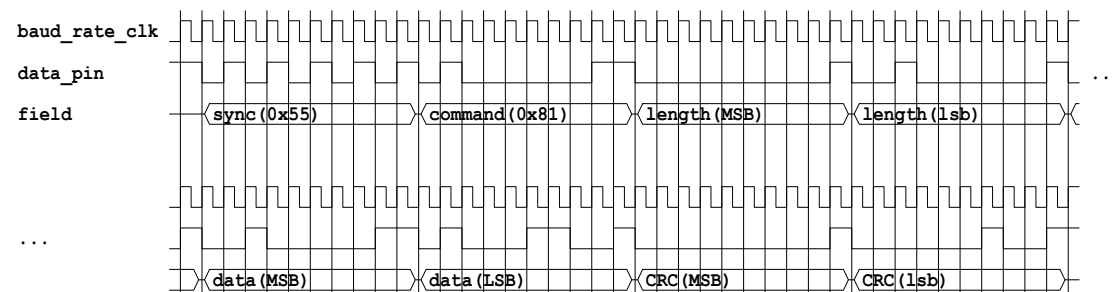 baud_rate_clk
data_pin ..
field sync(0x55) command(0x81) length(MSB) length(lsb)
...
data(MSB) data(LSB) CRC(MSB) CRC(lsb)